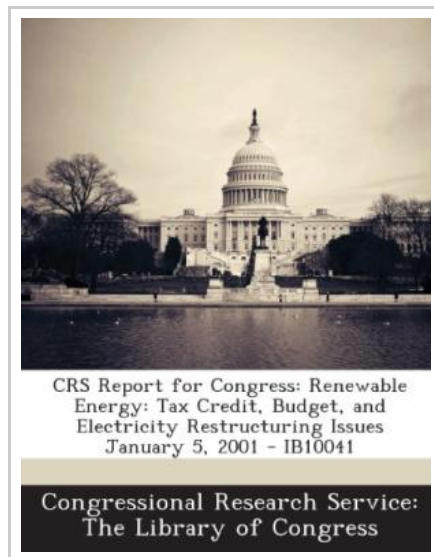 CRS Report for Congress: Renewable
Energy: Tax Credit, Budget, and
Electricity Restructuring Issues
January 5, 2001 - IB10041
Congressional Research Service:
The Library of Congress